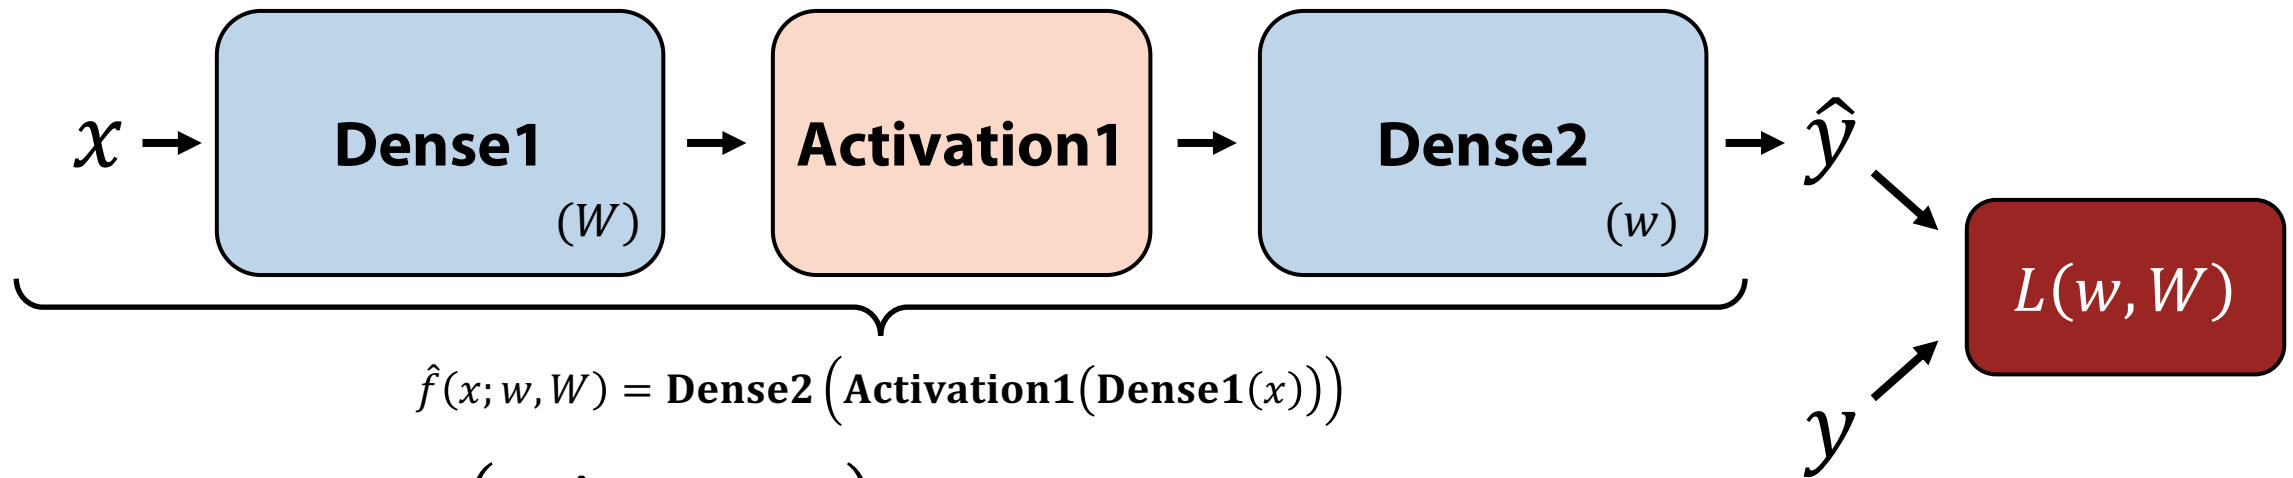 x → Dense1 → Activation1 → Dense2 → ŷ
(W) (w)
L(w, W)
f̂(x; w, W) = Dense2(Activation1(Dense1(x)))
y